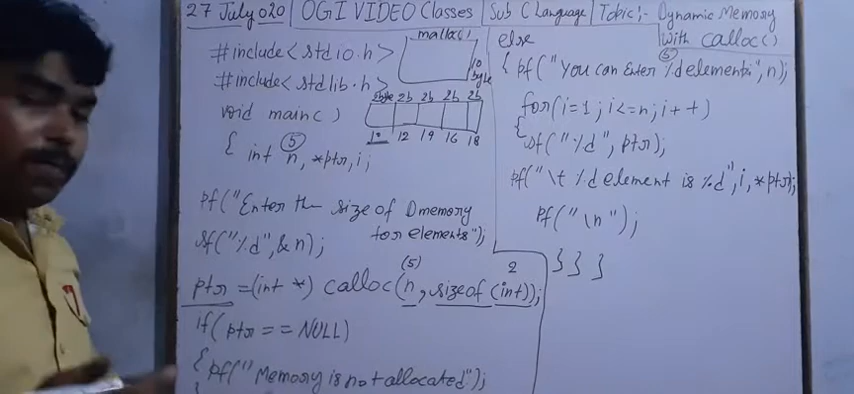 27 July 020 | OGI VIDEO Classes | Sub C Language | Topic:- Dynamic Memory
with calloc()
#include< stdio.h>
#include< stdlib.h>
void main( )
{ int n, *ptr, i;
5
pf("Enter the size of Dmemory
for elements");
sf("%d",&n);
(5) 2
ptr =(int *) calloc(n, sizeof (int));
if( ptr == NULL)
{ pf("Memory is not allocated");
malloc()
10
byte
2byte 2b 2b 2b 2b
12 19 16 18
else
5
{ pf("You can Enter %d elements", n);
for(i=1; i<=n; i++)
{
sf("%d", ptr);
pf("\t %d element is %d", i, *ptr);
pf("\n");
} } }